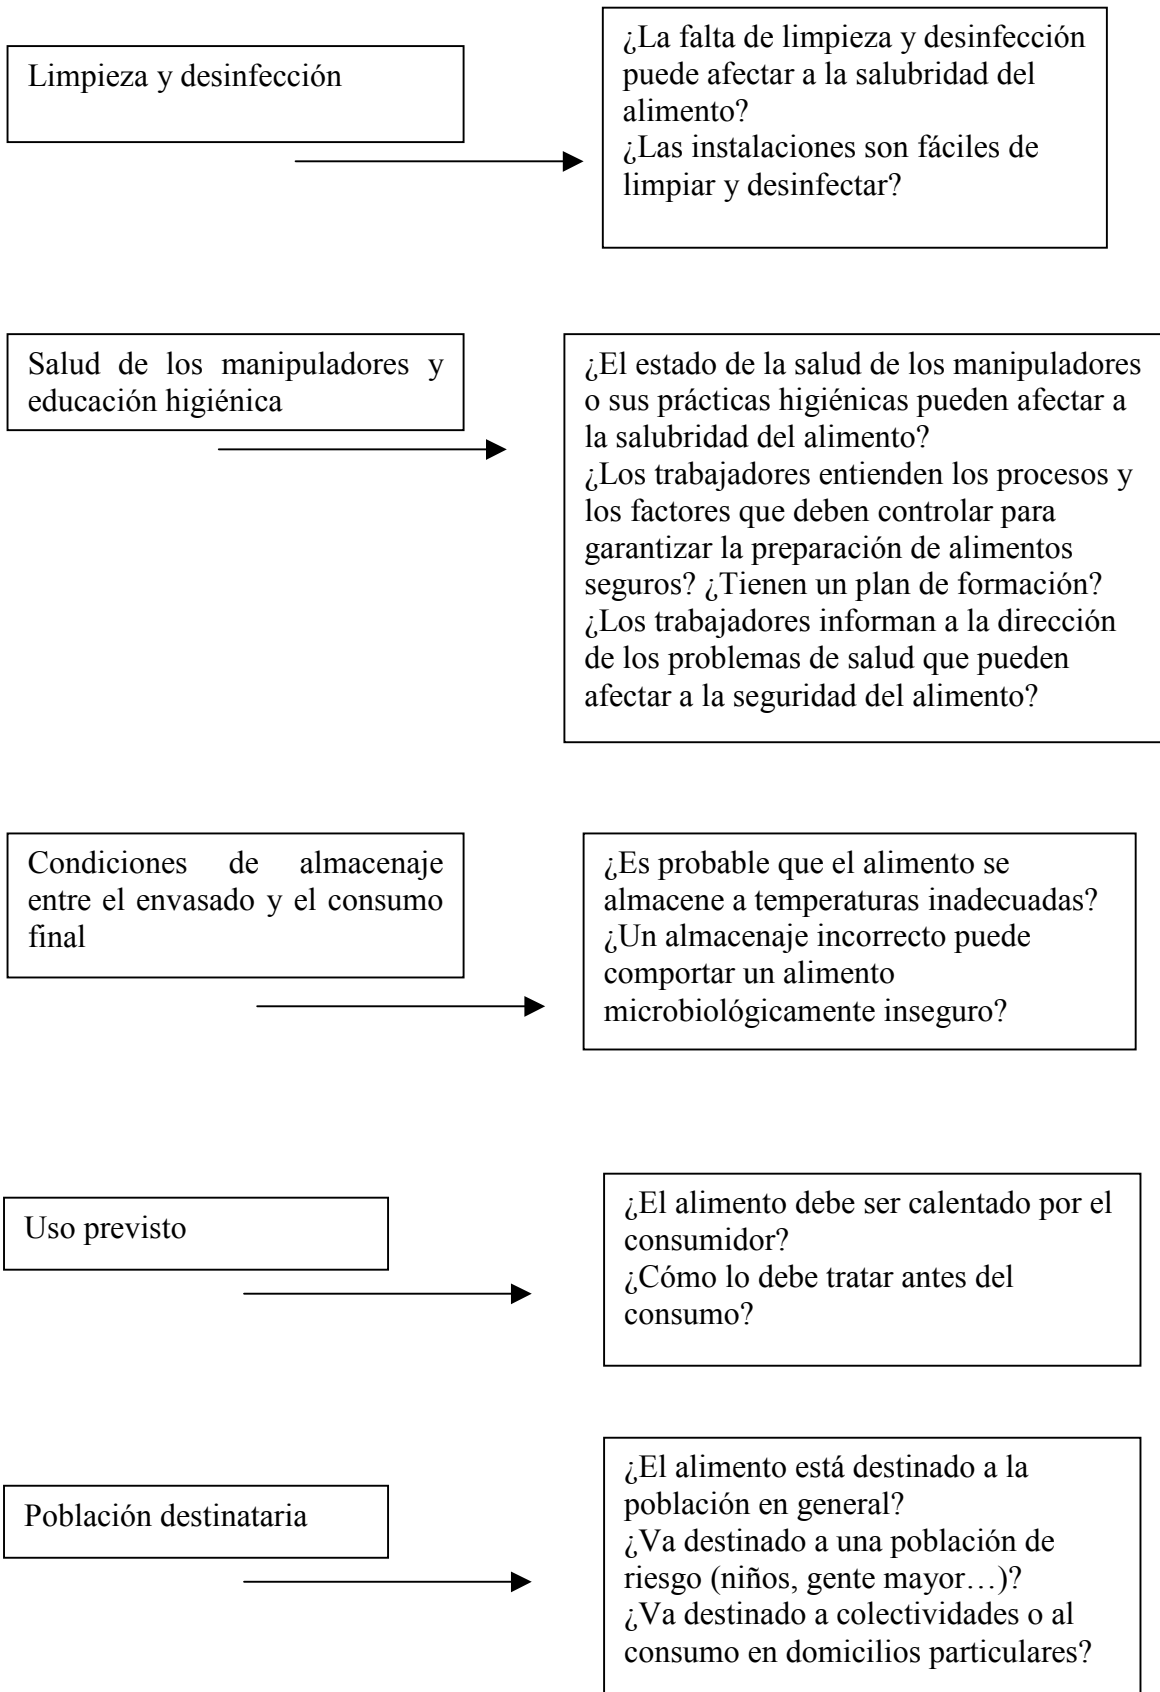 Limpieza y desinfección
¿La falta de limpieza y desinfección
puede afectar a la salubridad del
alimento?
¿Las instalaciones son fáciles de
limpiar y desinfectar?
Salud de los manipuladores y
educación higiénica
¿El estado de la salud de los manipuladores
o sus prácticas higiénicas pueden afectar a
la salubridad del alimento?
¿Los trabajadores entienden los procesos y
los factores que deben controlar para
garantizar la preparación de alimentos
seguros? ¿Tienen un plan de formación?
¿Los trabajadores informan a la dirección
de los problemas de salud que pueden
afectar a la seguridad del alimento?
Condiciones de almacenaje
entre el envasado y el consumo
final
¿Es probable que el alimento se
almacene a temperaturas inadecuadas?
¿Un almacenaje incorrecto puede
comportar un alimento
microbiológicamente inseguro?
Uso previsto
¿El alimento debe ser calentado por el
consumidor?
¿Cómo lo debe tratar antes del
consumo?
Población destinataria
¿El alimento está destinado a la
población en general?
¿Va destinado a una población de
riesgo (niños, gente mayor…)?
¿Va destinado a colectividades o al
consumo en domicilios particulares?